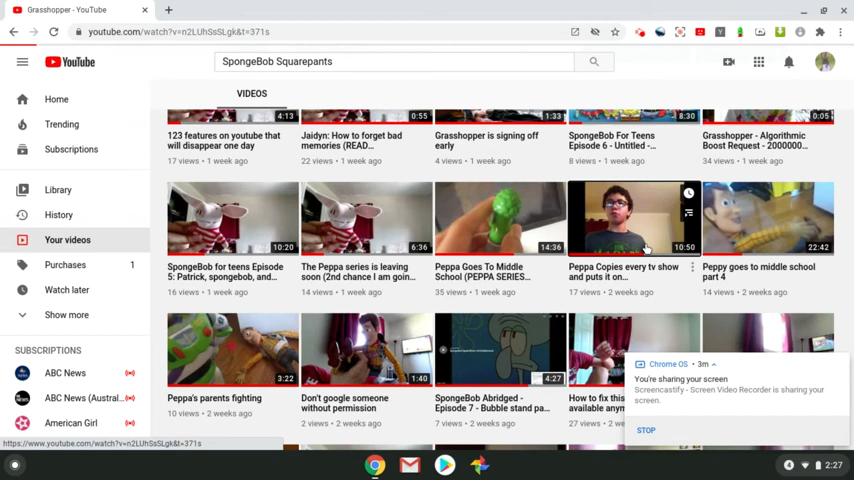 Grasshopper - YouTube
youtube.com/watch?v=n2LUhSsSLgk&t=371s
YouTube
SpongeBob Squarepants
VIDEOS
Home
Trending
Subscriptions
Library
History
Your videos
Purchases 1
Watch later
Show more
SUBSCRIPTIONS
ABC News
ABC News (Austral...
American Girl
4:13 0:55 1:33 8:30 0:05
123 features on youtube that
will disappear one day
17 views • 1 week ago
Jaidyn: How to forget bad
memories (READ...
22 views • 1 week ago
Grasshopper is signing off
early
4 views • 1 week ago
SpongeBob For Teens
Episode 6 - Untitled -...
8 views • 1 week ago
Grasshopper - Algorithmic
Boost Request - 2000000...
34 views • 1 week ago
10:20 6:36 14:36 10:50 22:42
SpongeBob for teens Episode
5: Patrick, spongebob, and...
16 views • 1 week ago
The Peppa series is leaving
soon (2nd chance I am goin...
14 views • 1 week ago
Peppa Goes To Middle
School (PEPPA SERIES...
35 views • 1 week ago
Peppa Copies every tv show
and puts it on...
17 views • 2 weeks ago
Peppy goes to middle school
part 4
14 views • 2 weeks ago
3:22 1:40 4:27
Peppa's parents fighting
10 views • 2 weeks ago
Don't google someone
without permission
2 views • 2 weeks ago
SpongeBob Abridged -
Episode 7 - Bubble stand pa...
7 views • 2 weeks ago
How to fix this
available anym
27 views • 2 wee
Chrome OS • 3m
You're sharing your screen
Screencastify - Screen Video Recorder is sharing your
screen.
STOP
https://www.youtube.com/watch?v=n2LUhSsSLgk&t=371s
4 2:27